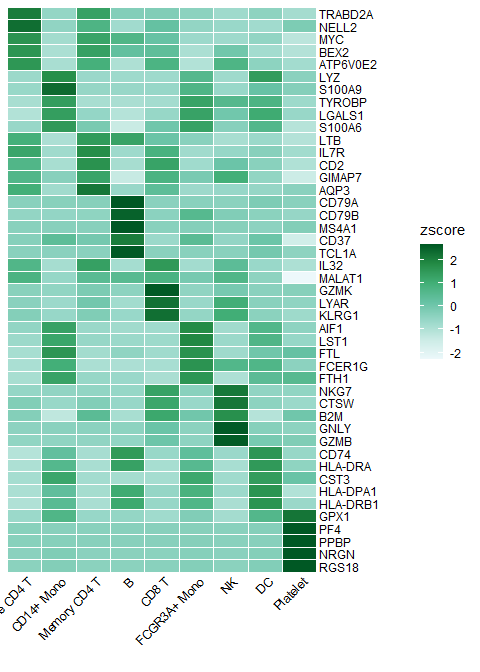 TRABD2A
NELL2
MYC
BEX2
ATP6V0E2
LYZ
S100A9
TYROBP
LGALS1
S100A6
LTB
IL7R
CD2
GIMAP7
AQP3
CD79A
CD79B
MS4A1
CD37
TCL1A
IL32
MALAT1
GZMK
LYAR
KLRG1
AIF1
LST1
FTL
FCER1G
FTH1
NKG7
CTSW
B2M
GNLY
GZMB
CD74
HLA-DRA
CST3
HLA-DPA1
HLA-DRB1
GPX1
PF4
PPBP
NRGN
RGS18
zscore
2
1
0
-1
-2
e CD4 T
CD14+ Mono
Memory CD4 T
B
CD8 T
FCGR3A+ Mono
NK
DC
Platelet